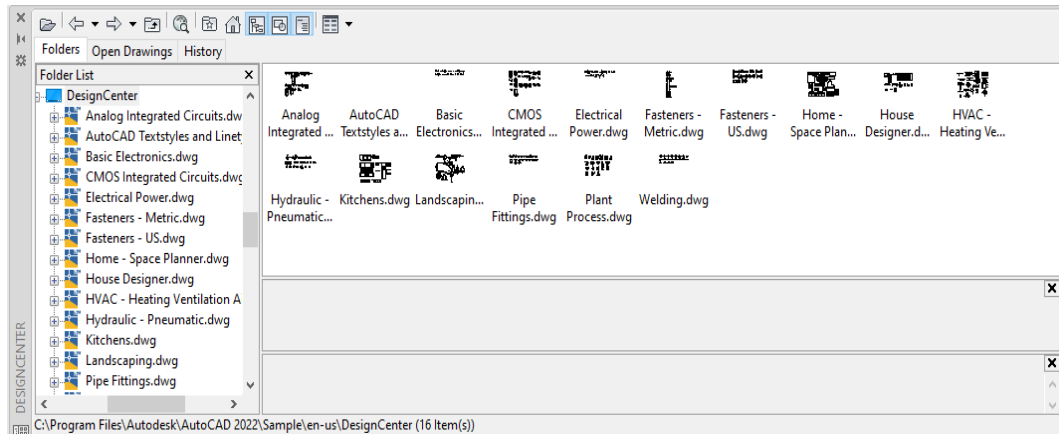 Folders Open Drawings History
Folder List
DesignCenter
Analog Integrated Circuits.dw
AutoCAD Textstyles and Linet
Basic Electronics.dwg
CMOS Integrated Circuits.dwg
Electrical Power.dwg
Fasteners - Metric.dwg
Fasteners - US.dwg
Home - Space Planner.dwg
House Designer.dwg
HVAC - Heating Ventilation A
Hydraulic - Pneumatic.dwg
Kitchens.dwg
Landscaping.dwg
Pipe Fittings.dwg
Analog AutoCAD Basic CMOS Electrical Fasteners - Fasteners - Home - House HVAC -
Integrated ... Textstyles a... Electronics... Integrated ... Power.dwg Metric.dwg US.dwg Space Plan... Designer.d... Heating Ve...
Hydraulic - Kitchens.dwg Landscapin... Pipe Plant Welding.dwg
Pneumatic... Fittings.dwg Process.dwg
DESIGNCENTER
C:\Program Files\Autodesk\AutoCAD 2022\Sample\en-us\DesignCenter (16 Item(s))